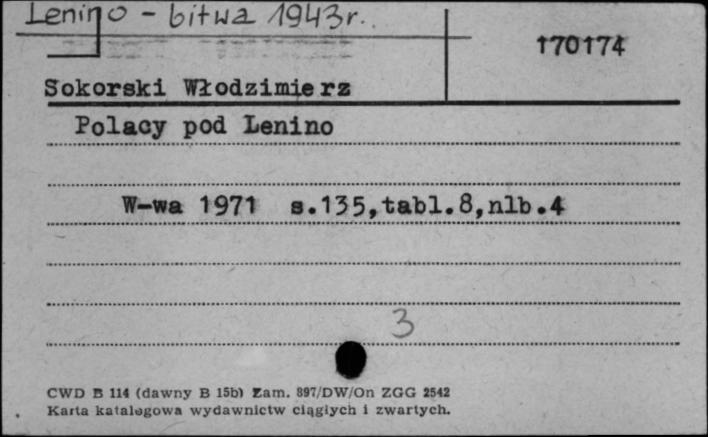 Lenino - bitwa 1943r.
170174
Sokorski Włodzimierz
Polacy pod Lenino
W-wa 1971 s.135,tabl.8,nlb.4
3
CWD B 114 (dawny B 15b) Zam. 897/DW/On ZGG 2542
Karta katalogowa wydawnictw ciągłych i zwartych.